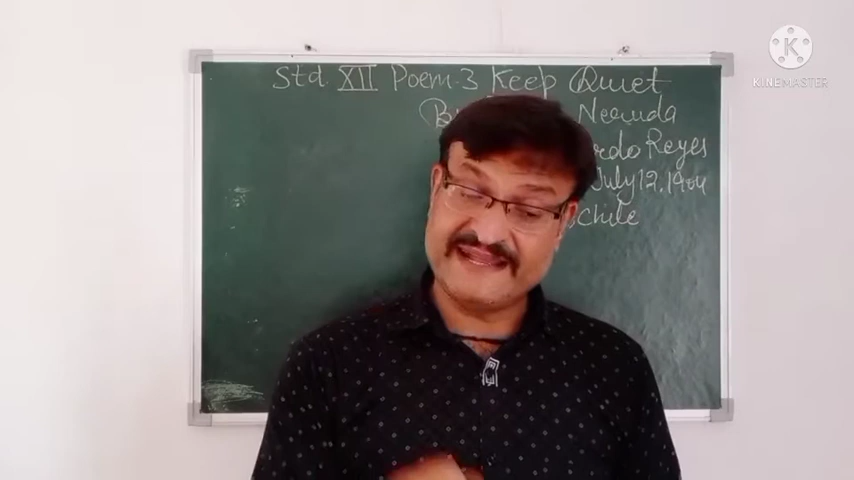 Std XII Poem-3 Keep Quiet
Neruda
Reyes
July 12, 1904
Chile
K
KINEMASTER